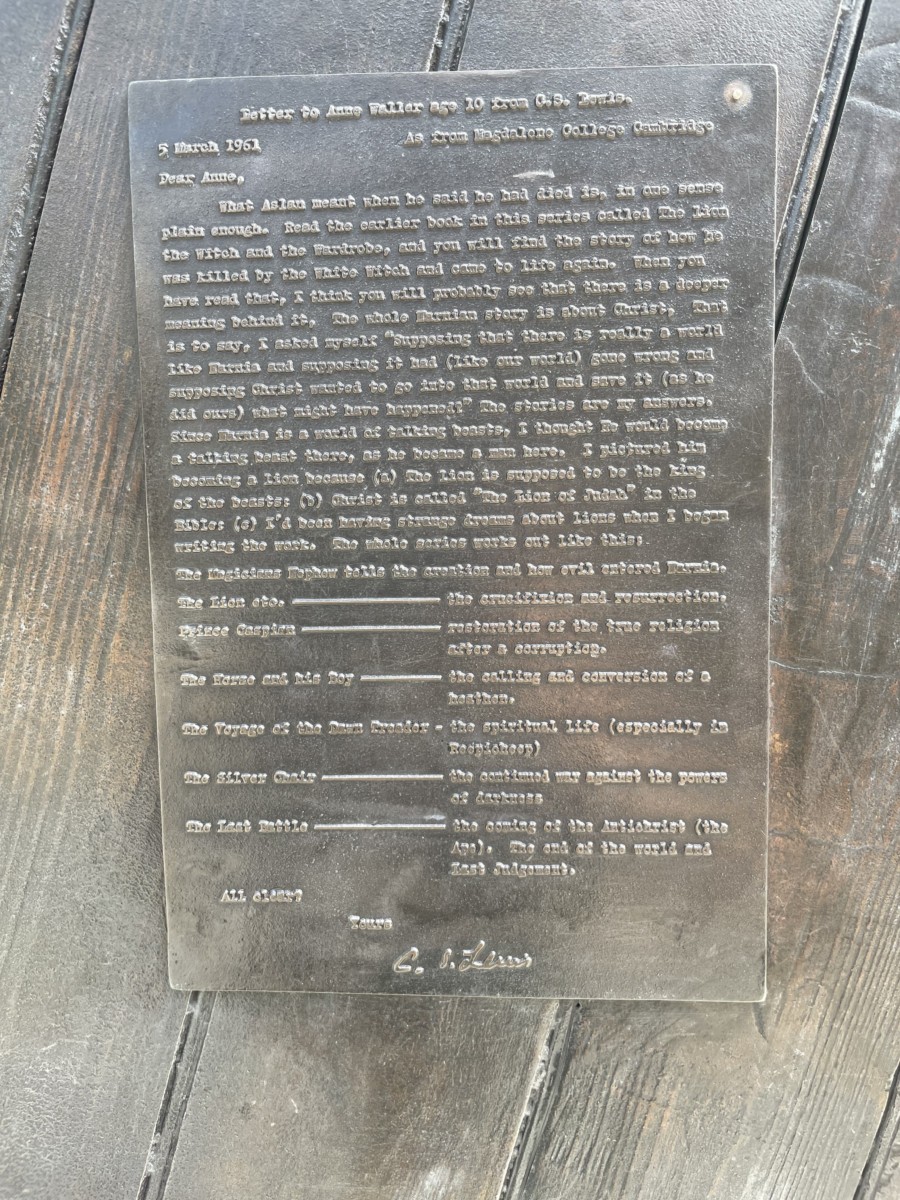 Letter to Anne Waller age 10 from C.S. Lewis.
As from Magdalene College Cambridge
5 March 1961
Dear Anne,
What Aslan meant when he said he had died is, in one sense
plain enough. Read the earlier book in this series called The Lion
the Witch and the Wardrobe, and you will find the story of how he
was killed by the White Witch and came to life again. When you
have read that, I think you will probably see that there is a deeper
meaning behind it. The whole Narnian story is about Christ. That
is to say, I asked myself "Supposing that there is really a world
like Narnia and supposing it had (like our world) gone wrong and
supposing Christ wanted to go into that world and save it (as he
did ours) what might have happened?" The stories are my answers.
Since Narnia is a world of talking beasts, I thought He would become
a talking beast there, as he became a man here. I pictured him
becoming a lion because (a) The lion is supposed to be the king
of the beasts: (b) Christ is called "The Lion of Judah" in the
Bible: (c) I'd been having strange dreams about lions when I began
writing the work. The whole series works out like this:
The Magicians Nephew tells the creation and how evil entered Narnia.
The Lion etc. ——— the crucifixion and resurrection.
Prince Caspian ——— restoration of the true religion
after a corruption.
The Horse and his Boy ——— the calling and conversion of a
heathen.
The Voyage of the Dawn Treader - the spiritual life (especially in
Reepicheep)
The Silver Chair ——— the continued war against the powers
of darkness
The Last Battle ——— the coming of the Antichrist (the
Ape). The end of the world and
Last Judgement.
All clear?
Yours
C. S. Lewis